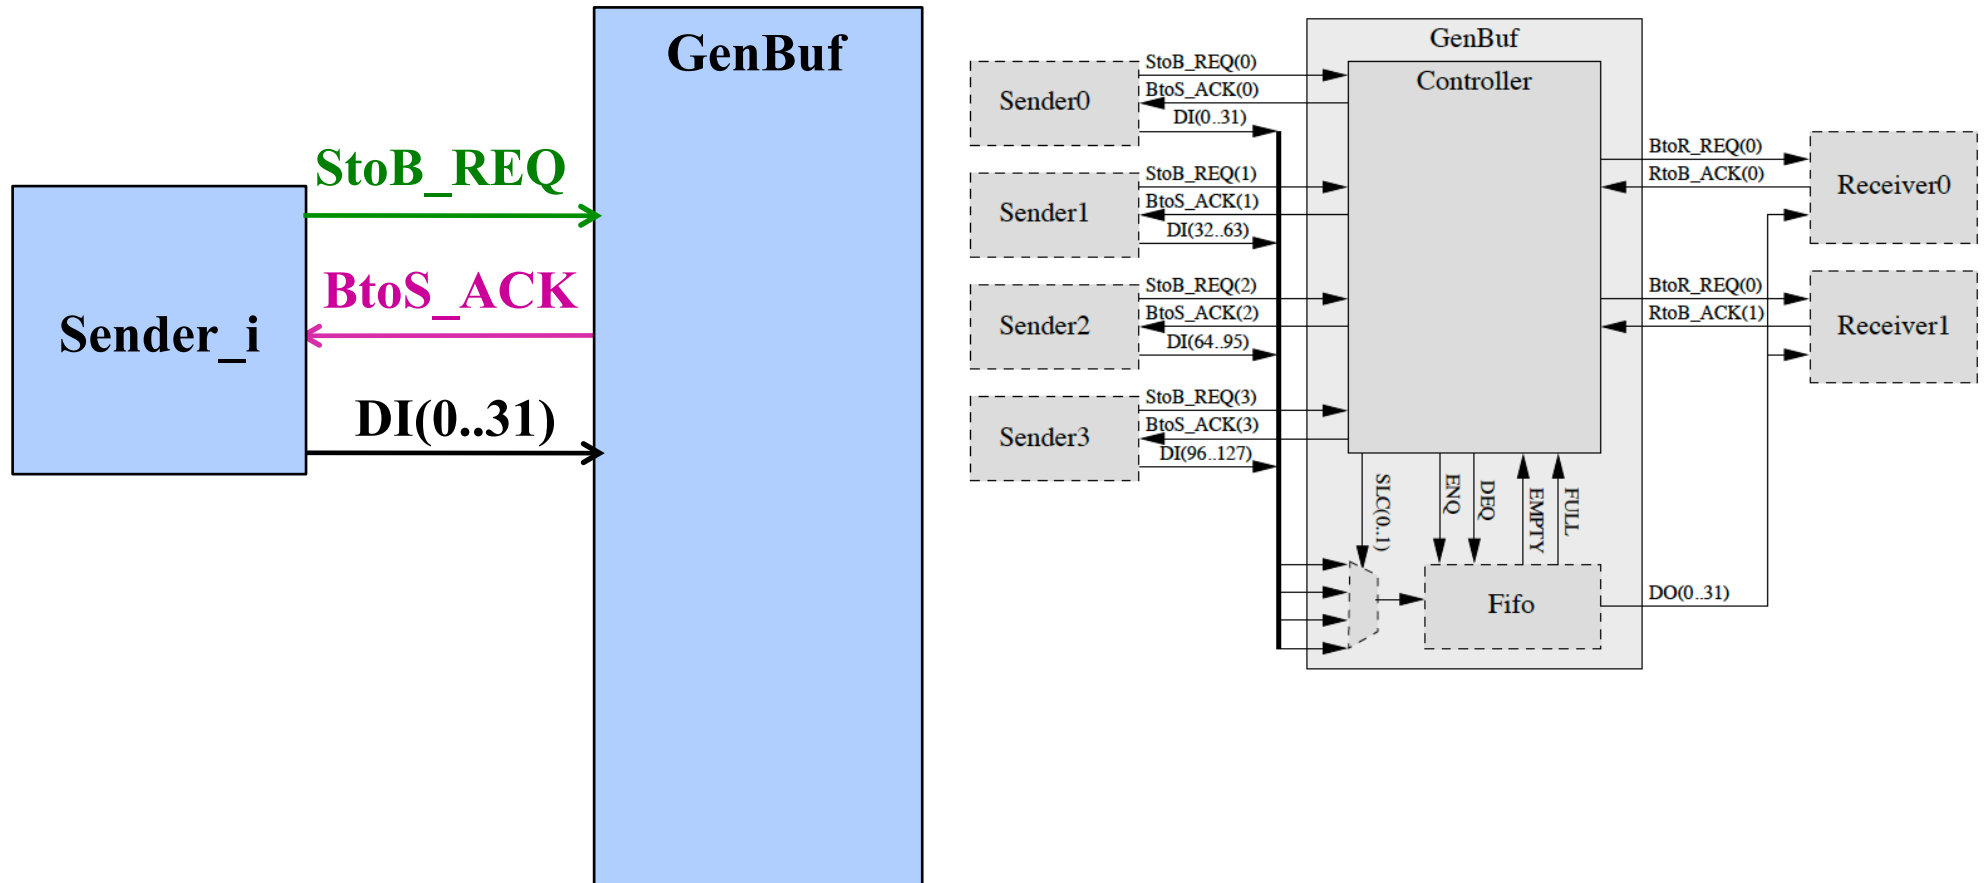 GenBuf
StoB_REQ
BtoS_ACK
Sender_i
DI(0..31)
GenBuf
Controller
Sender0
StoB_REQ(0)
BtoS_ACK(0)
DI(0..31)
Sender1
StoB_REQ(1)
BtoS_ACK(1)
DI(32..63)
Sender2
StoB_REQ(2)
BtoS_ACK(2)
DI(64..95)
Sender3
StoB_REQ(3)
BtoS_ACK(3)
DI(96..127)
BtoR_REQ(0)
RtoB_ACK(0)
Receiver0
BtoR_REQ(0)
RtoB_ACK(1)
Receiver1
SLC(0..1)
ENQ
DEQ
EMPTY
FULL
Fifo
DO(0..31)